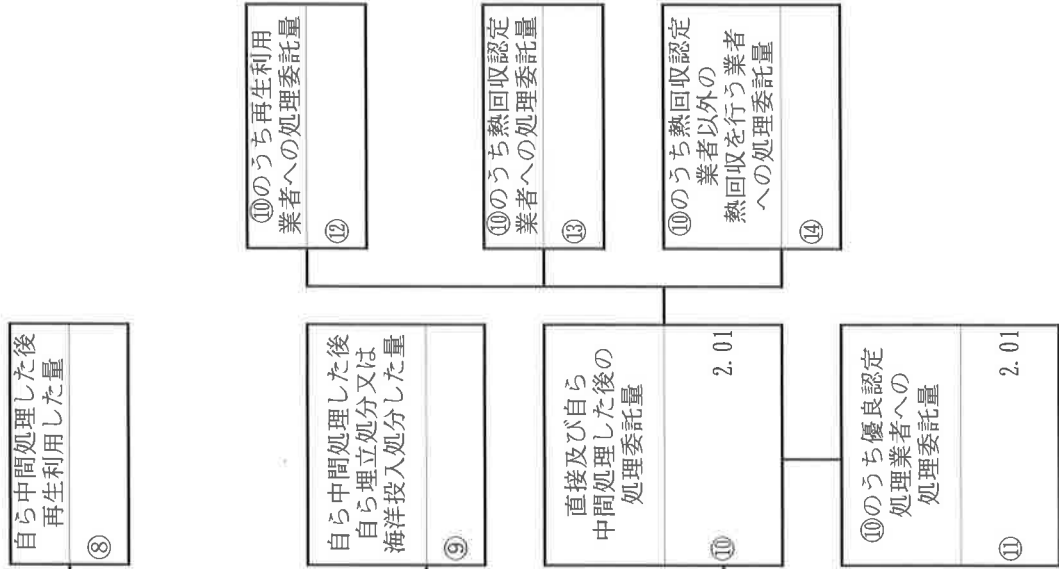 自ら中間処理した後
再生利用した量
⑧
自ら中間処理した後
自ら埋立処分又は
海洋投入処分した量
⑨
直接及び自ら
中間処理した後の
処理委託量
⑩ 2.01
⑩のうち優良認定
処理業者への
処理委託量
⑪ 2.01
⑩のうち再生利用
業者への処理委託量
⑫
⑩のうち熱回収認定
業者への処理委託量
⑬
⑩のうち熱回収認定
業者以外の
熱回収を行う業者
への処理委託量
⑭